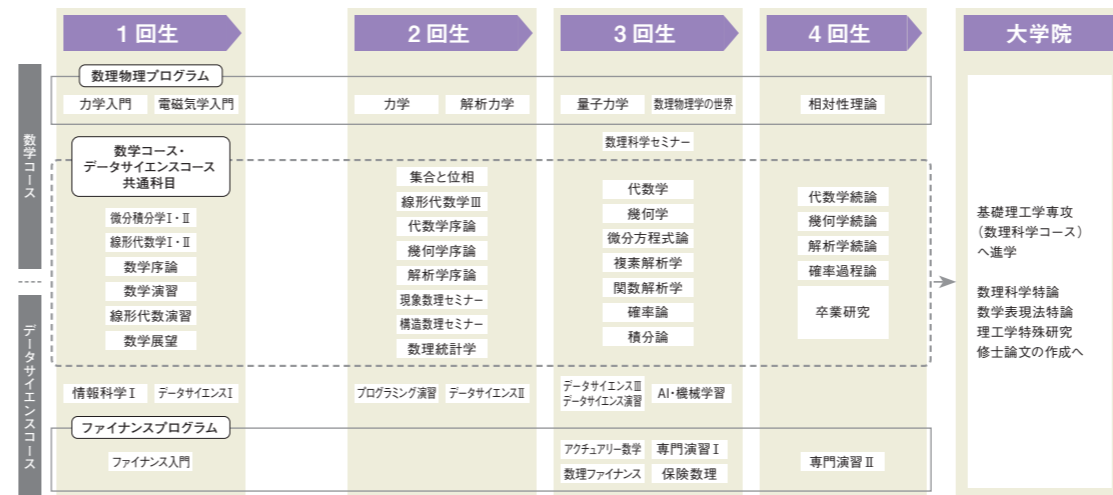 1回生
2回生
3回生
4回生
大学院
数学コース
データサイエンスコース
数理物理プログラム
力学入門 電磁気学入門
力学 解析力学
量子力学 数理物理学の世界
相対性理論
数理科学セミナー
数学コース・
データサイエンスコース
共通科目
微分積分学Ⅰ・Ⅱ
線形代数学Ⅰ・Ⅱ
数学序論
数学演習
線形代数演習
数学展望
集合と位相
線形代数学Ⅲ
代数学序論
幾何学序論
解析学序論
現象数理セミナー
構造数理セミナー
数理統計学
代数学
幾何学
微分方程式論
複素解析学
関数解析学
確率論
積分論
代数学続論
幾何学続論
解析学続論
確率過程論
卒業研究
情報科学Ⅰ データサイエンスⅠ
プログラミング演習 データサイエンスⅡ
データサイエンスⅢ
データサイエンス演習
AI・機械学習
ファイナンスプログラム
ファイナンス入門
アクチュアリー数学 専門演習Ⅰ
数理ファイナンス 保険数理
専門演習Ⅱ
基礎理工学専攻
（数理科学コース）
へ進学
数理科学特論
数学表現法特論
理工学特殊研究
修士論文の作成へ